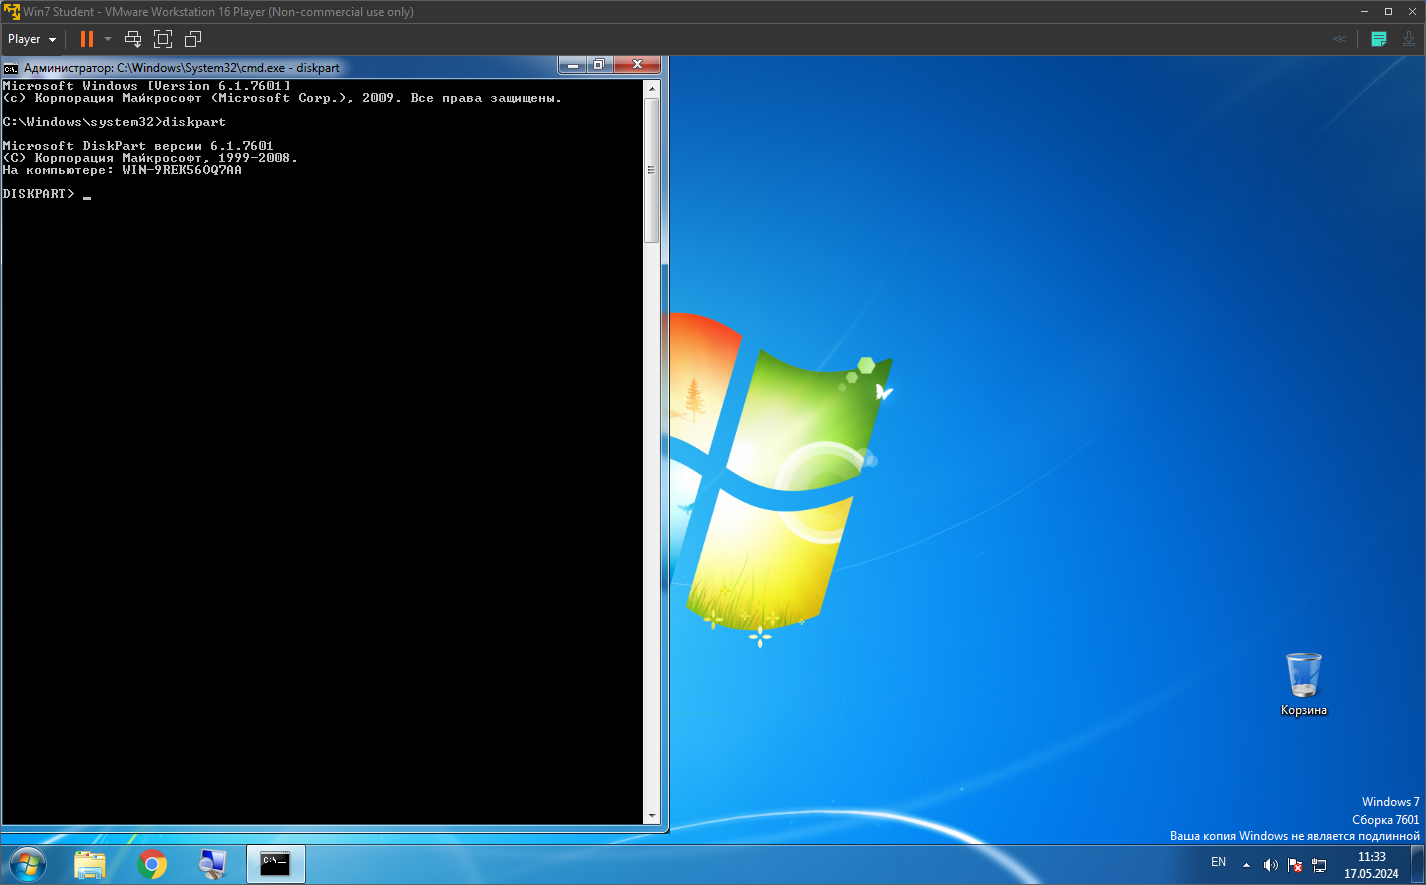 Win7 Student - VMware Workstation 16 Player (Non-commercial use only)
Player
Администратор: C:\Windows\System32\cmd.exe - diskpart
Microsoft Windows [Version 6.1.7601]
(c) Корпорация Майкрософт (Microsoft Corp.), 2009. Все права защищены.
C:\Windows\system32>diskpart
Microsoft DiskPart версии 6.1.7601
(C) Корпорация Майкрософт, 1999-2008.
На компьютере: WIN-9REK56OQ7AA
DISKPART>
Корзина
Windows 7
Сборка 7601
Ваша копия Windows не является подлинной
EN
11:33
17.05.2024